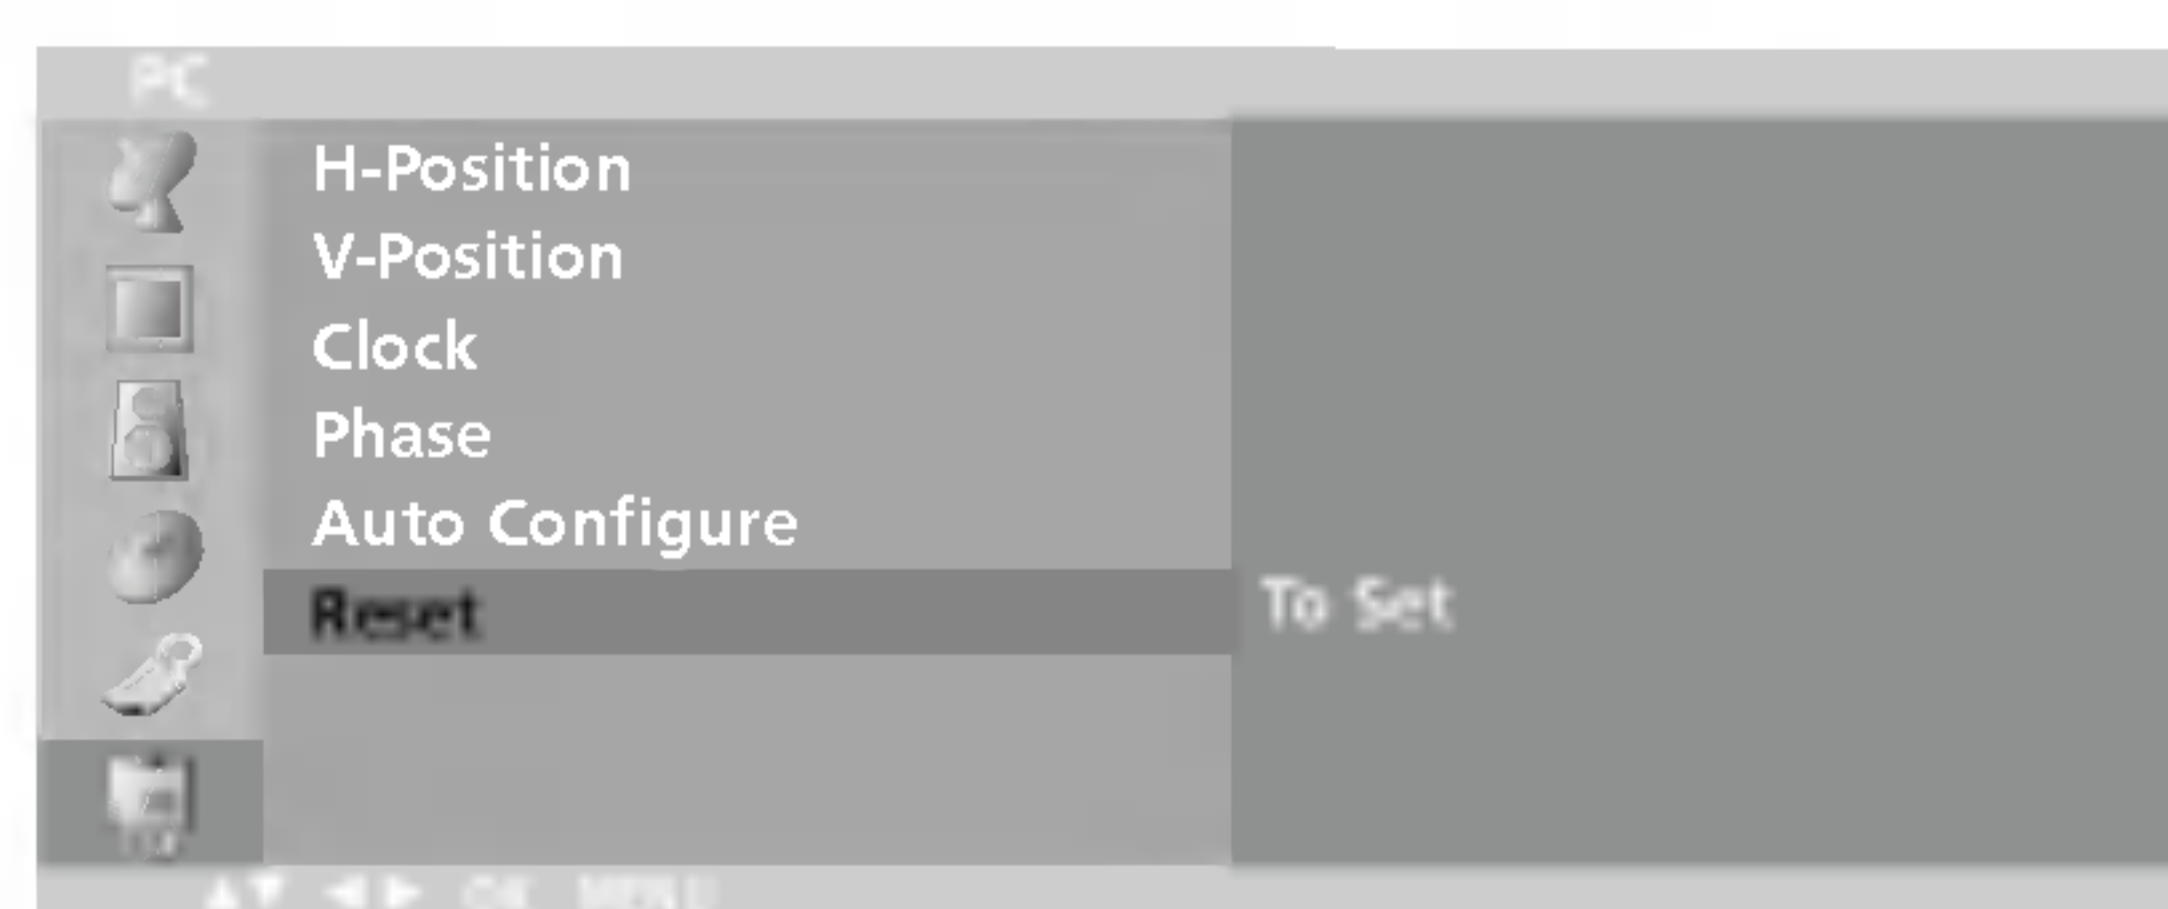 PC
H-Position
V-Position
Clock
Phase
Auto Configure
Reset To Set
▲▼ ◀▶ OK MENU